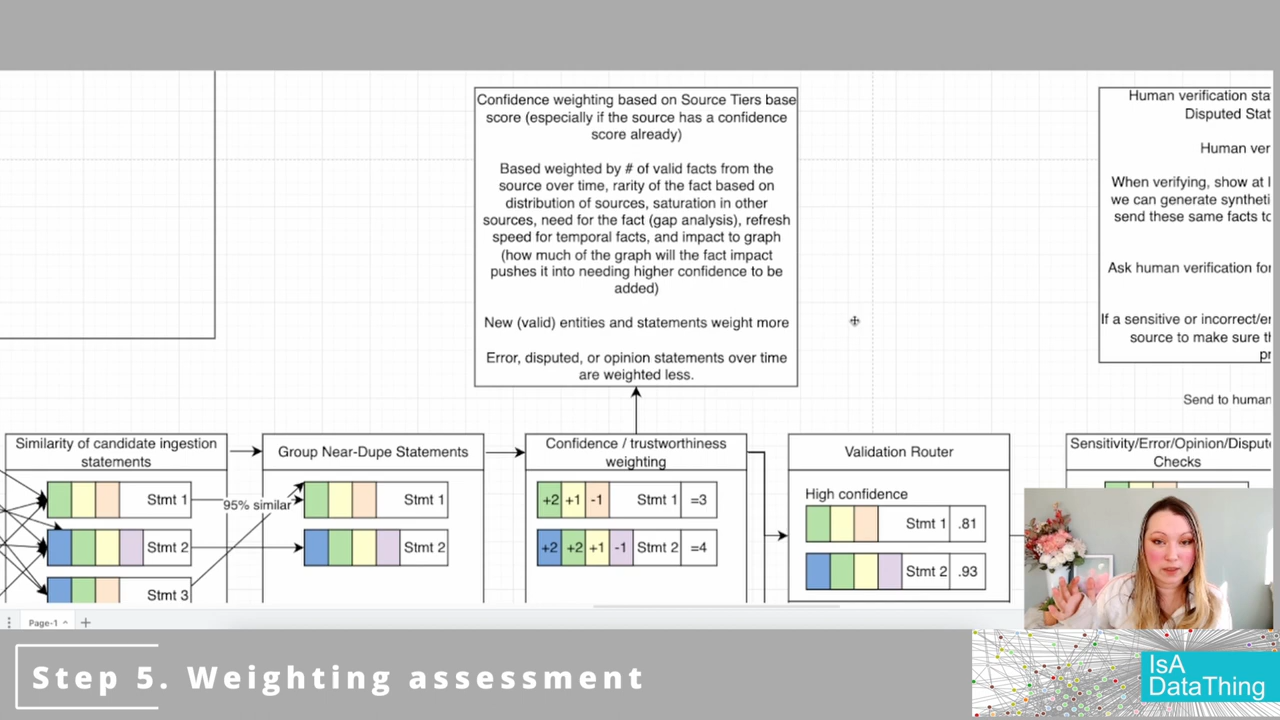 Confidence weighting based on Source Tiers base
score (especially if the source has a confidence
score already)
Based weighted by # of valid facts from the
source over time, rarity of the fact based on
distribution of sources, saturation in other
sources, need for the fact (gap analysis), refresh
speed for temporal facts, and impact to graph
(how much of the graph will the fact impact
pushes it into needing higher confidence to be
added)
New (valid) entities and statements weight more
Error, disputed, or opinion statements over time
are weighted less.
Human verification sta
Disputed Stat
Human ver
When verifying, show at l
we can generate syntheti
send these same facts to
Ask human verification for
If a sensitive or incorrect/er
source to make sure th
pr
Send to human
Similarity of candidate ingestion
statements
Stmt 1
Stmt 2
Stmt 3
95% similar
Group Near-Dupe Statements
Stmt 1
Stmt 2
Confidence / trustworthiness
weighting
+2 +1 -1 Stmt 1 =3
+2 +2 +1 -1 Stmt 2 =4
Validation Router
High confidence
Stmt 1 .81
Stmt 2 .93
Sensitivity/Error/Opinion/Dispute
Checks
Page-1
Step 5. Weighting assessment
IsA
DataThing